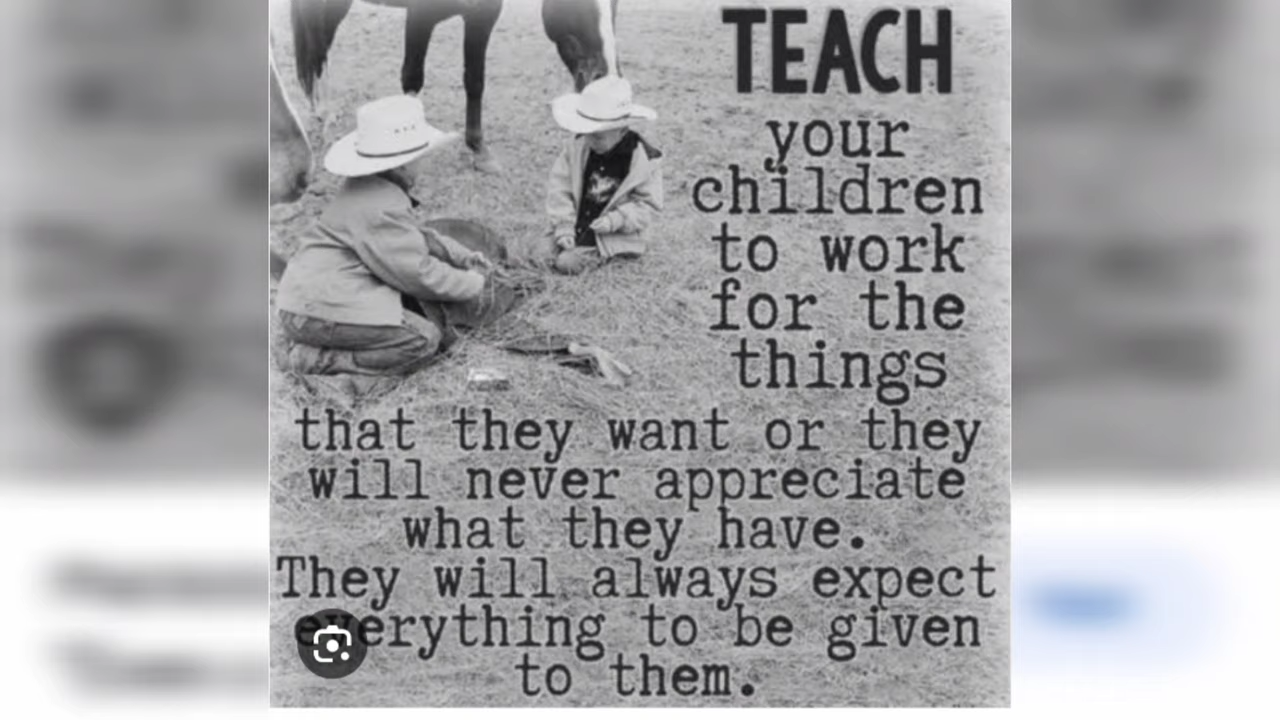 TEACH
your
children
to work
for the
things
that they want or they
will never appreciate
what they have.
They will always expect
everything to be given
to them.